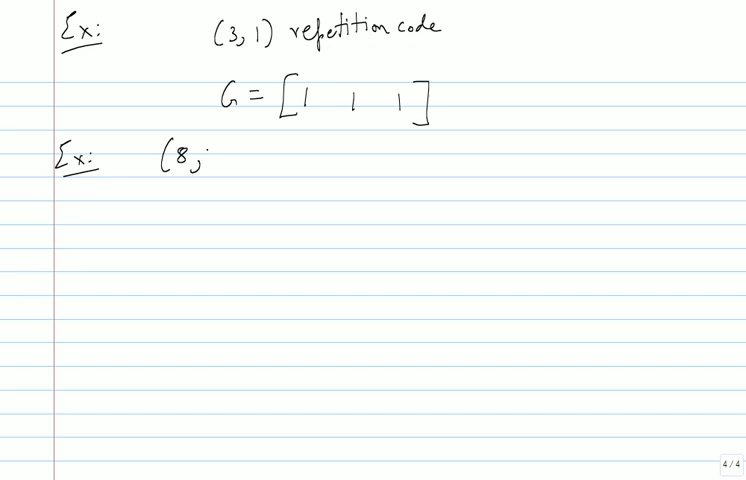 Ex: (3, 1) repetition code
G = [1 1 1]
Ex: (8,
4/4